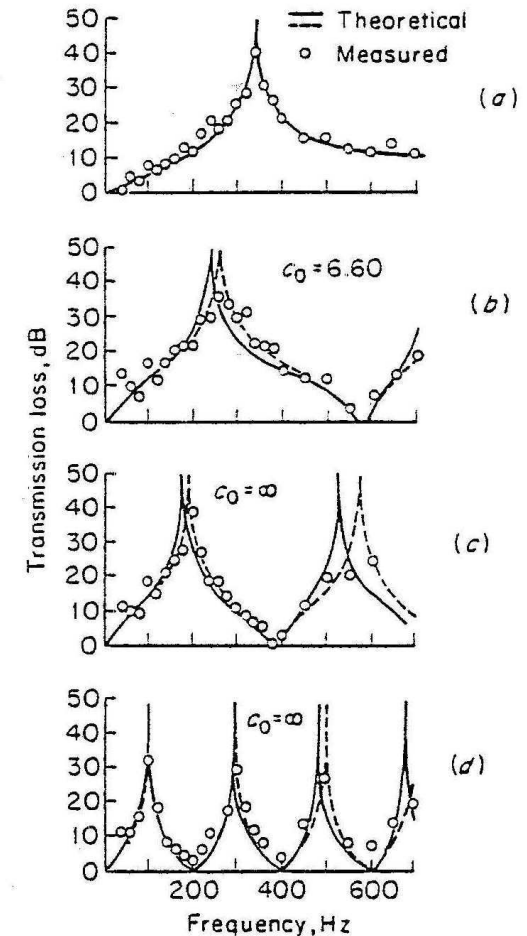 Theoretical
Measured
50
40
30
20
10
0
(a)
50
40
30
20
10
0
c₀ = 6.60
(b)
Transmission loss, dB
50
40
30
20
10
0
c₀ = ∞
(c)
50
40
30
20
10
0
c₀ = ∞
(d)
200 400 600
Frequency, Hz